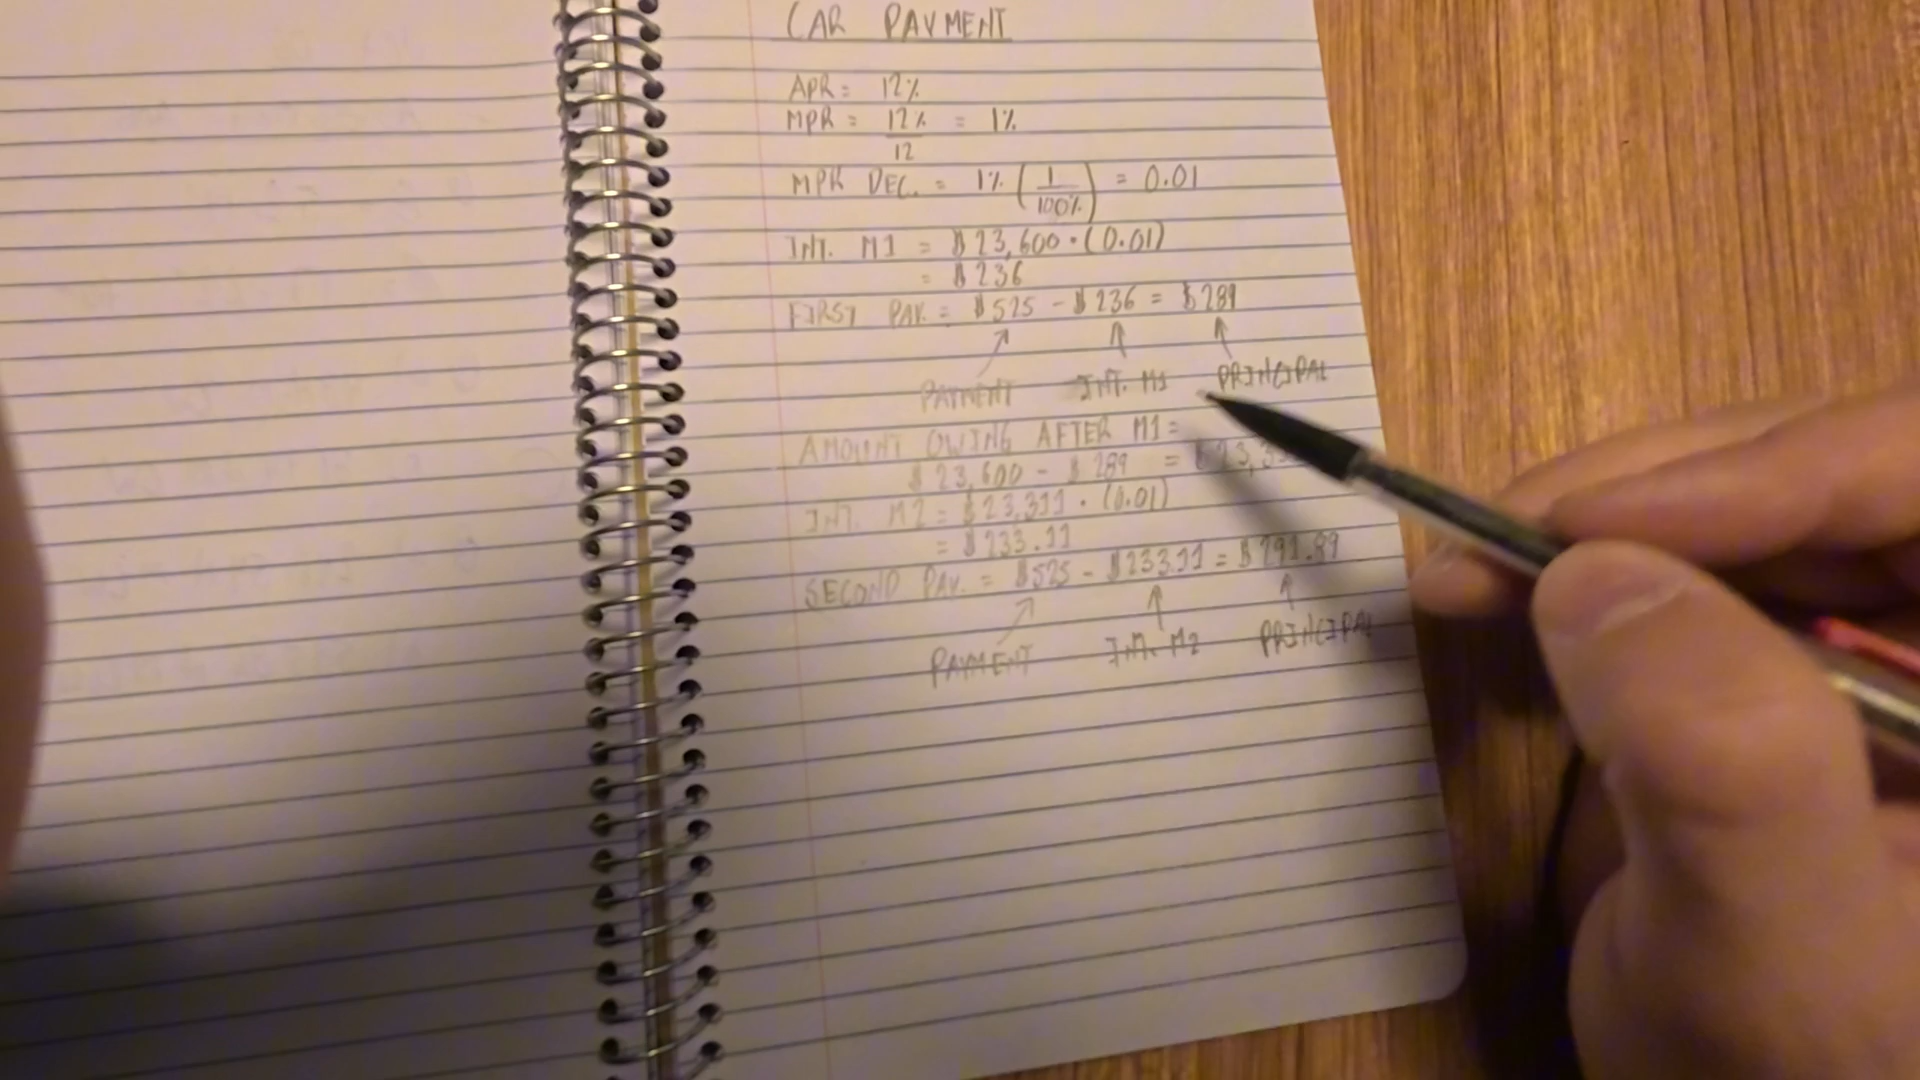 CAR PAYMENT
APR = 12%
MPR = 12% = 1%
12
MPR DEC. = 1% (1/100%) = 0.01
INT. M1 = $23,600 · (0.01)
= $236
FIRST PAY. = $525 - $236 = $289
PAYMENT INT. M1 PRINCIPAL
AMOUNT OWING AFTER M1 =
$23,600 - $289 =
INT. M2 = $23,311 · (0.01)
= $233.11
SECOND PAY. = $525 - $233.11 = $291.89
PAYMENT INT. M2 PRINCIPAL